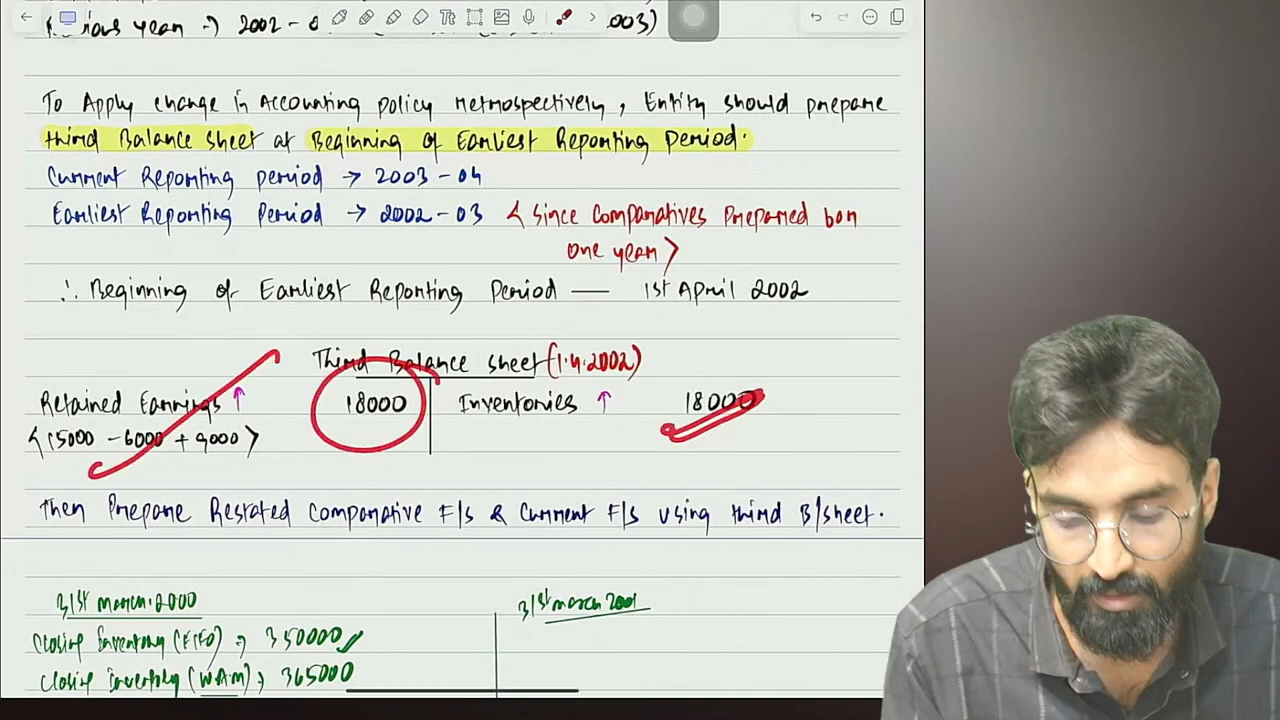 year → 2002 - 003)
To Apply change in Accounting policy retrospectively, Entity should prepare
third Balance sheet at Beginning of Earliest Reporting Period.
Current Reporting period → 2003-04
Earliest Reporting Period → 2002-03 < since comparatives prepared for
one year >
∴ Beginning of Earliest Reporting Period — 1st April 2002
Third Balance sheet (1.4.2002)
Retained Earnings ↑ 18000 Inventories ↑ 18000
<15000 - 6000 + 9000>
then Prepare Restated comparative F/s & current F/s using third B/sheet.
31st march 2000 31st march 2001
Closing Inventory (FIFO) → 350000
Closing inventory (WAM) → 365000